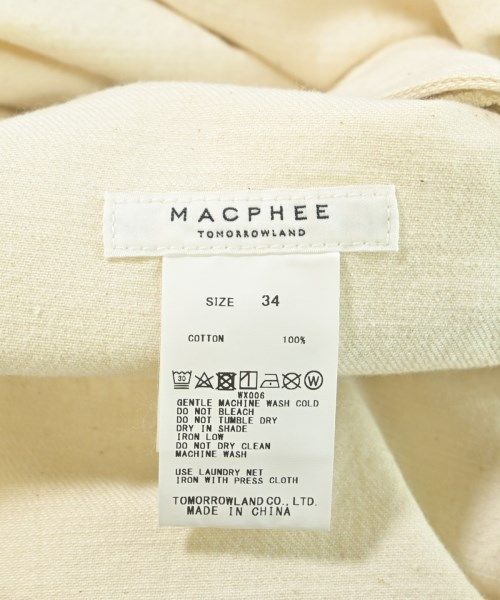 MACPHEE
TOMORROWLAND
SIZE 34
COTTON 100%
30 W
WX006
GENTLE MACHINE WASH COLD
DO NOT BLEACH
DO NOT TUMBLE DRY
DRY IN SHADE
IRON LOW
DO NOT DRY CLEAN
MACHINE WASH
USE LAUNDRY NET
IRON WITH PRESS CLOTH
TOMORROWLAND CO., LTD.
MADE IN CHINA